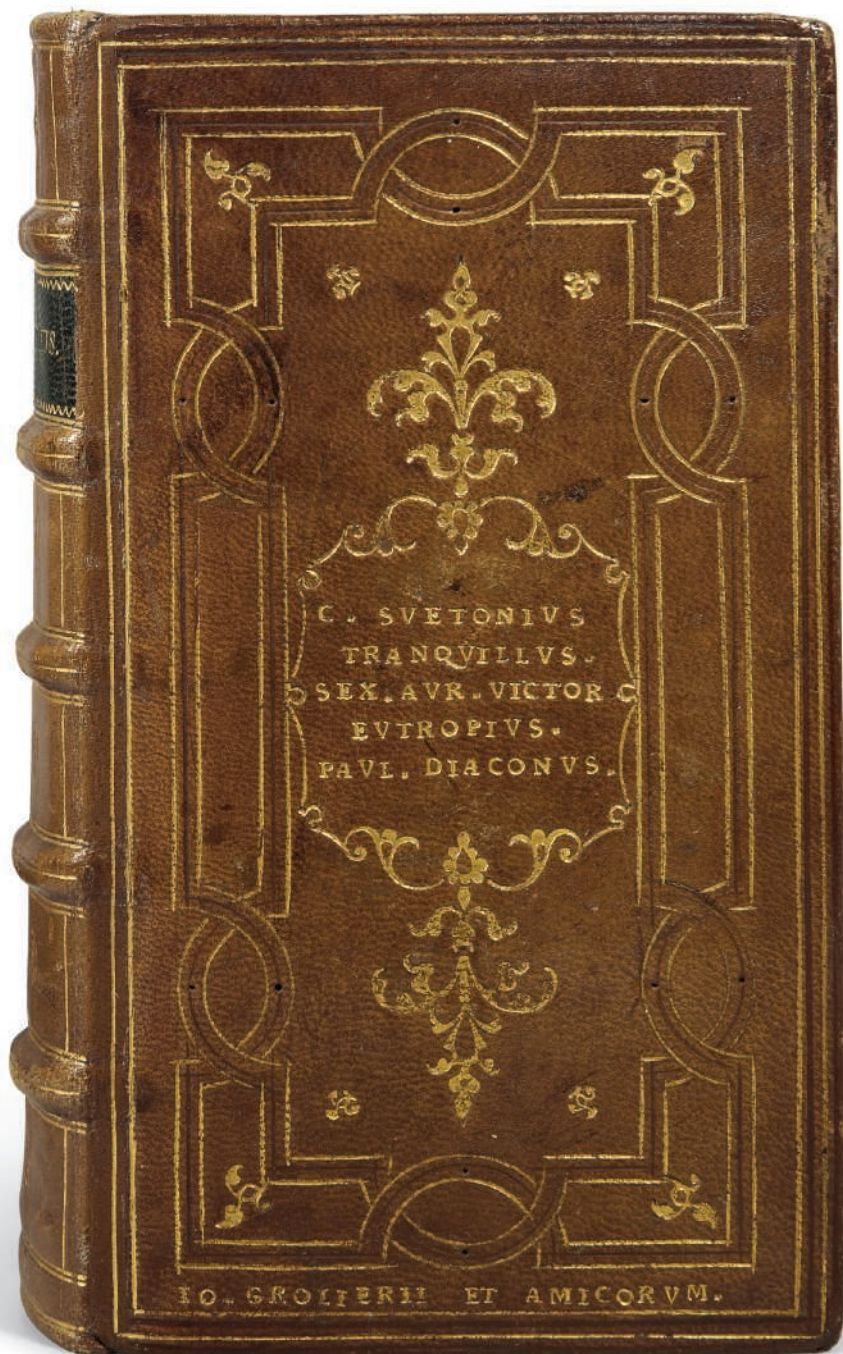 C. SVETONIVS
TRANQVILLVS.
SEX. AVR. VICTOR
EVTROPIVS.
PAVL. DIACONVS.
IO. GROLIERII ET AMICORVM.